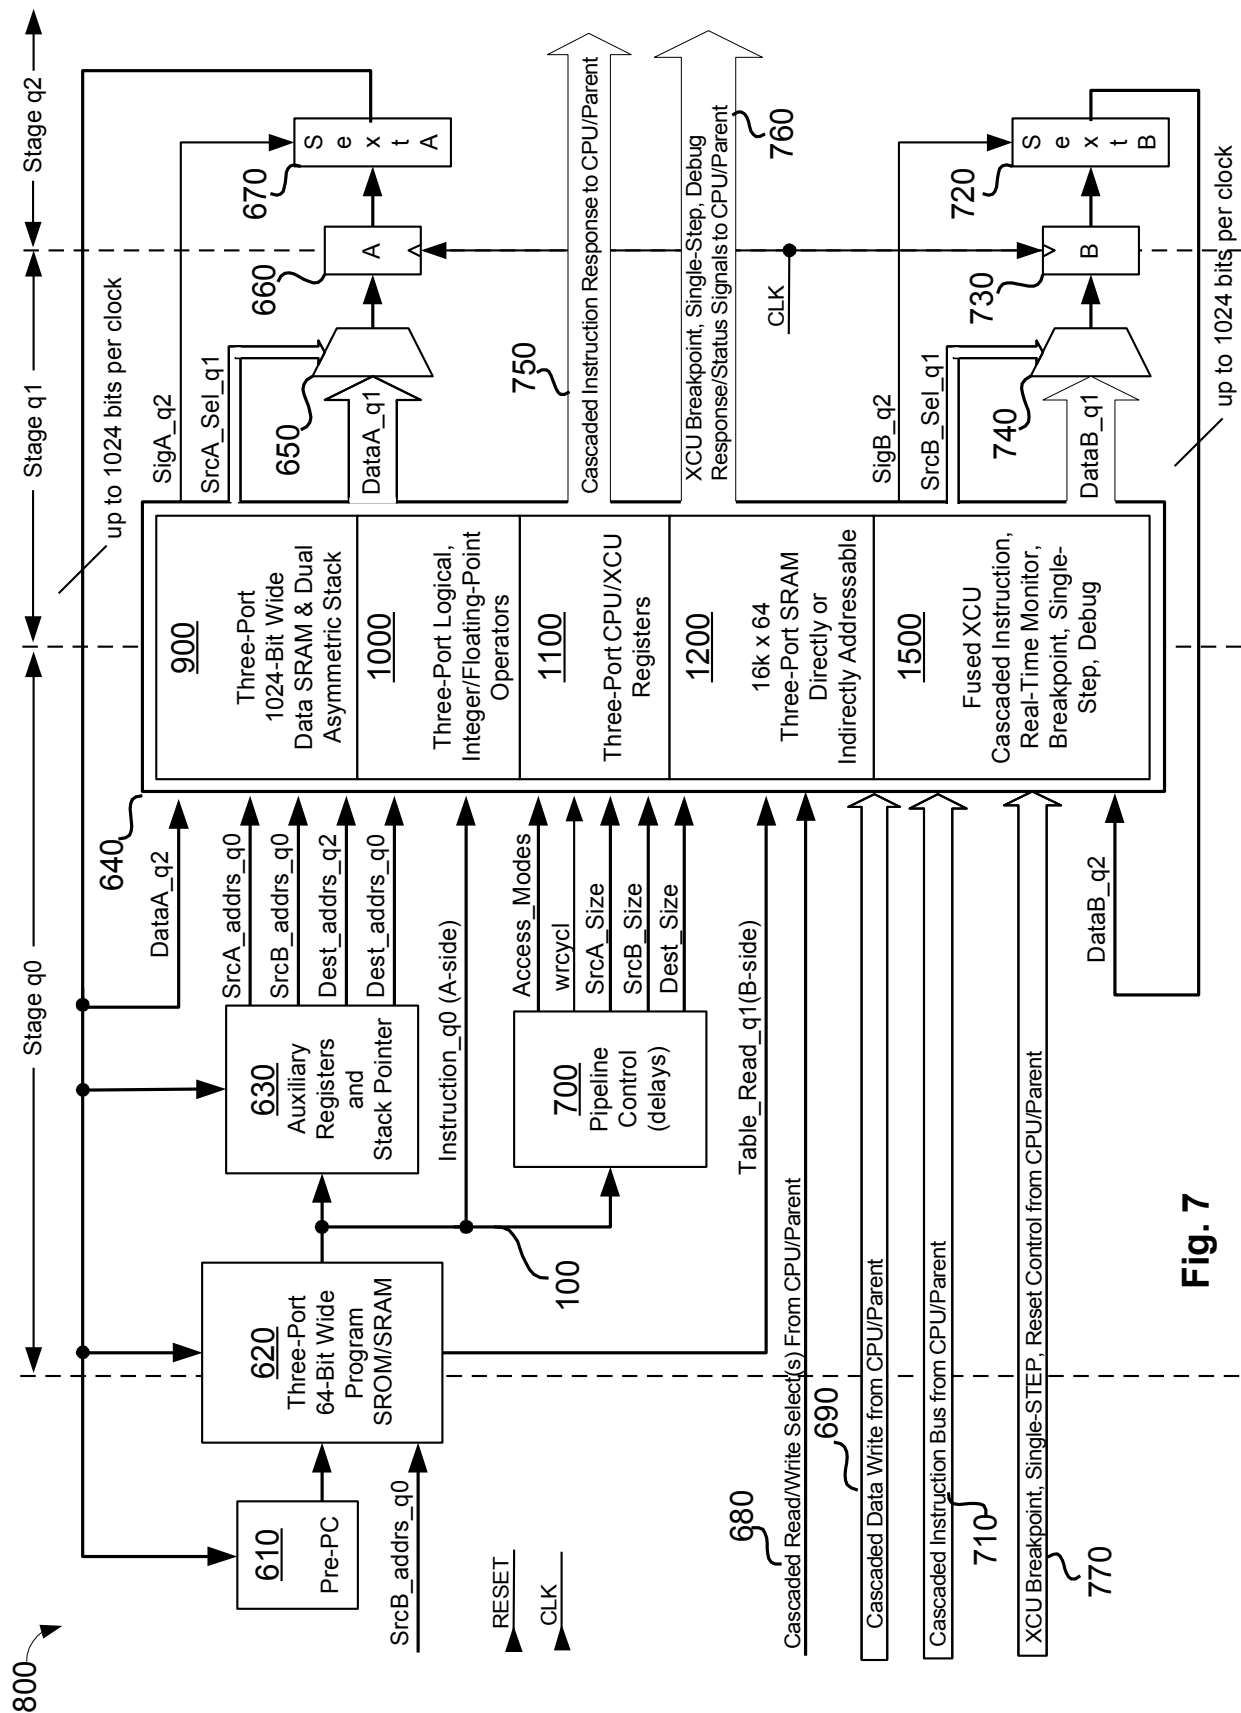 800
Stage q0
Stage q1
Stage q2
up to 1024 bits per clock
610
Pre-PC
SrcB_addrs_q0
620
Three-Port
64-Bit Wide
Program
SROM/SRAM
100
630
Auxiliary
Registers
and
Stack Pointer
DataA_q2
SrcA_addrs_q0
SrcB_addrs_q0
Dest_addrs_q2
Dest_addrs_q0
Instruction_q0 (A-side)
700
Pipeline
Control
(delays)
Access_Modes
wrcycl
SrcA_Size
SrcB_Size
Dest_Size
Table_Read_q1(B-side)
RESET
CLK
680
Cascaded Read/Write Select(s) From CPU/Parent
690
Cascaded Data Write from CPU/Parent
Cascaded Instruction Bus from CPU/Parent
710
XCU Breakpoint, Single-STEP, Reset Control from CPU/Parent
770
DataB_q2
640
900
Three-Port
1024-Bit Wide
Data SRAM & Dual
Asymmetric Stack
1000
Three-Port Logical,
Integer/Floating-Point
Operators
1100
Three-Port CPU/XCU
Registers
1200
16k x 64
Three-Port SRAM
Directly or
Indirectly Addressable
1500
Fused XCU
Cascaded Instruction,
Real-Time Monitor,
Breakpoint, Single-
Step, Debug
SigA_q2
SrcA_Sel_q1
650
DataA_q1
660
A
670
S e x t A
750
Cascaded Instruction Response to CPU/Parent
XCU Breakpoint, Single-Step, Debug
Response/Status Signals to CPU/Parent
760
CLK
SigB_q2
SrcB_Sel_q1
740
DataB_q1
730
B
720
S e x t B
up to 1024 bits per clock
Fig. 7